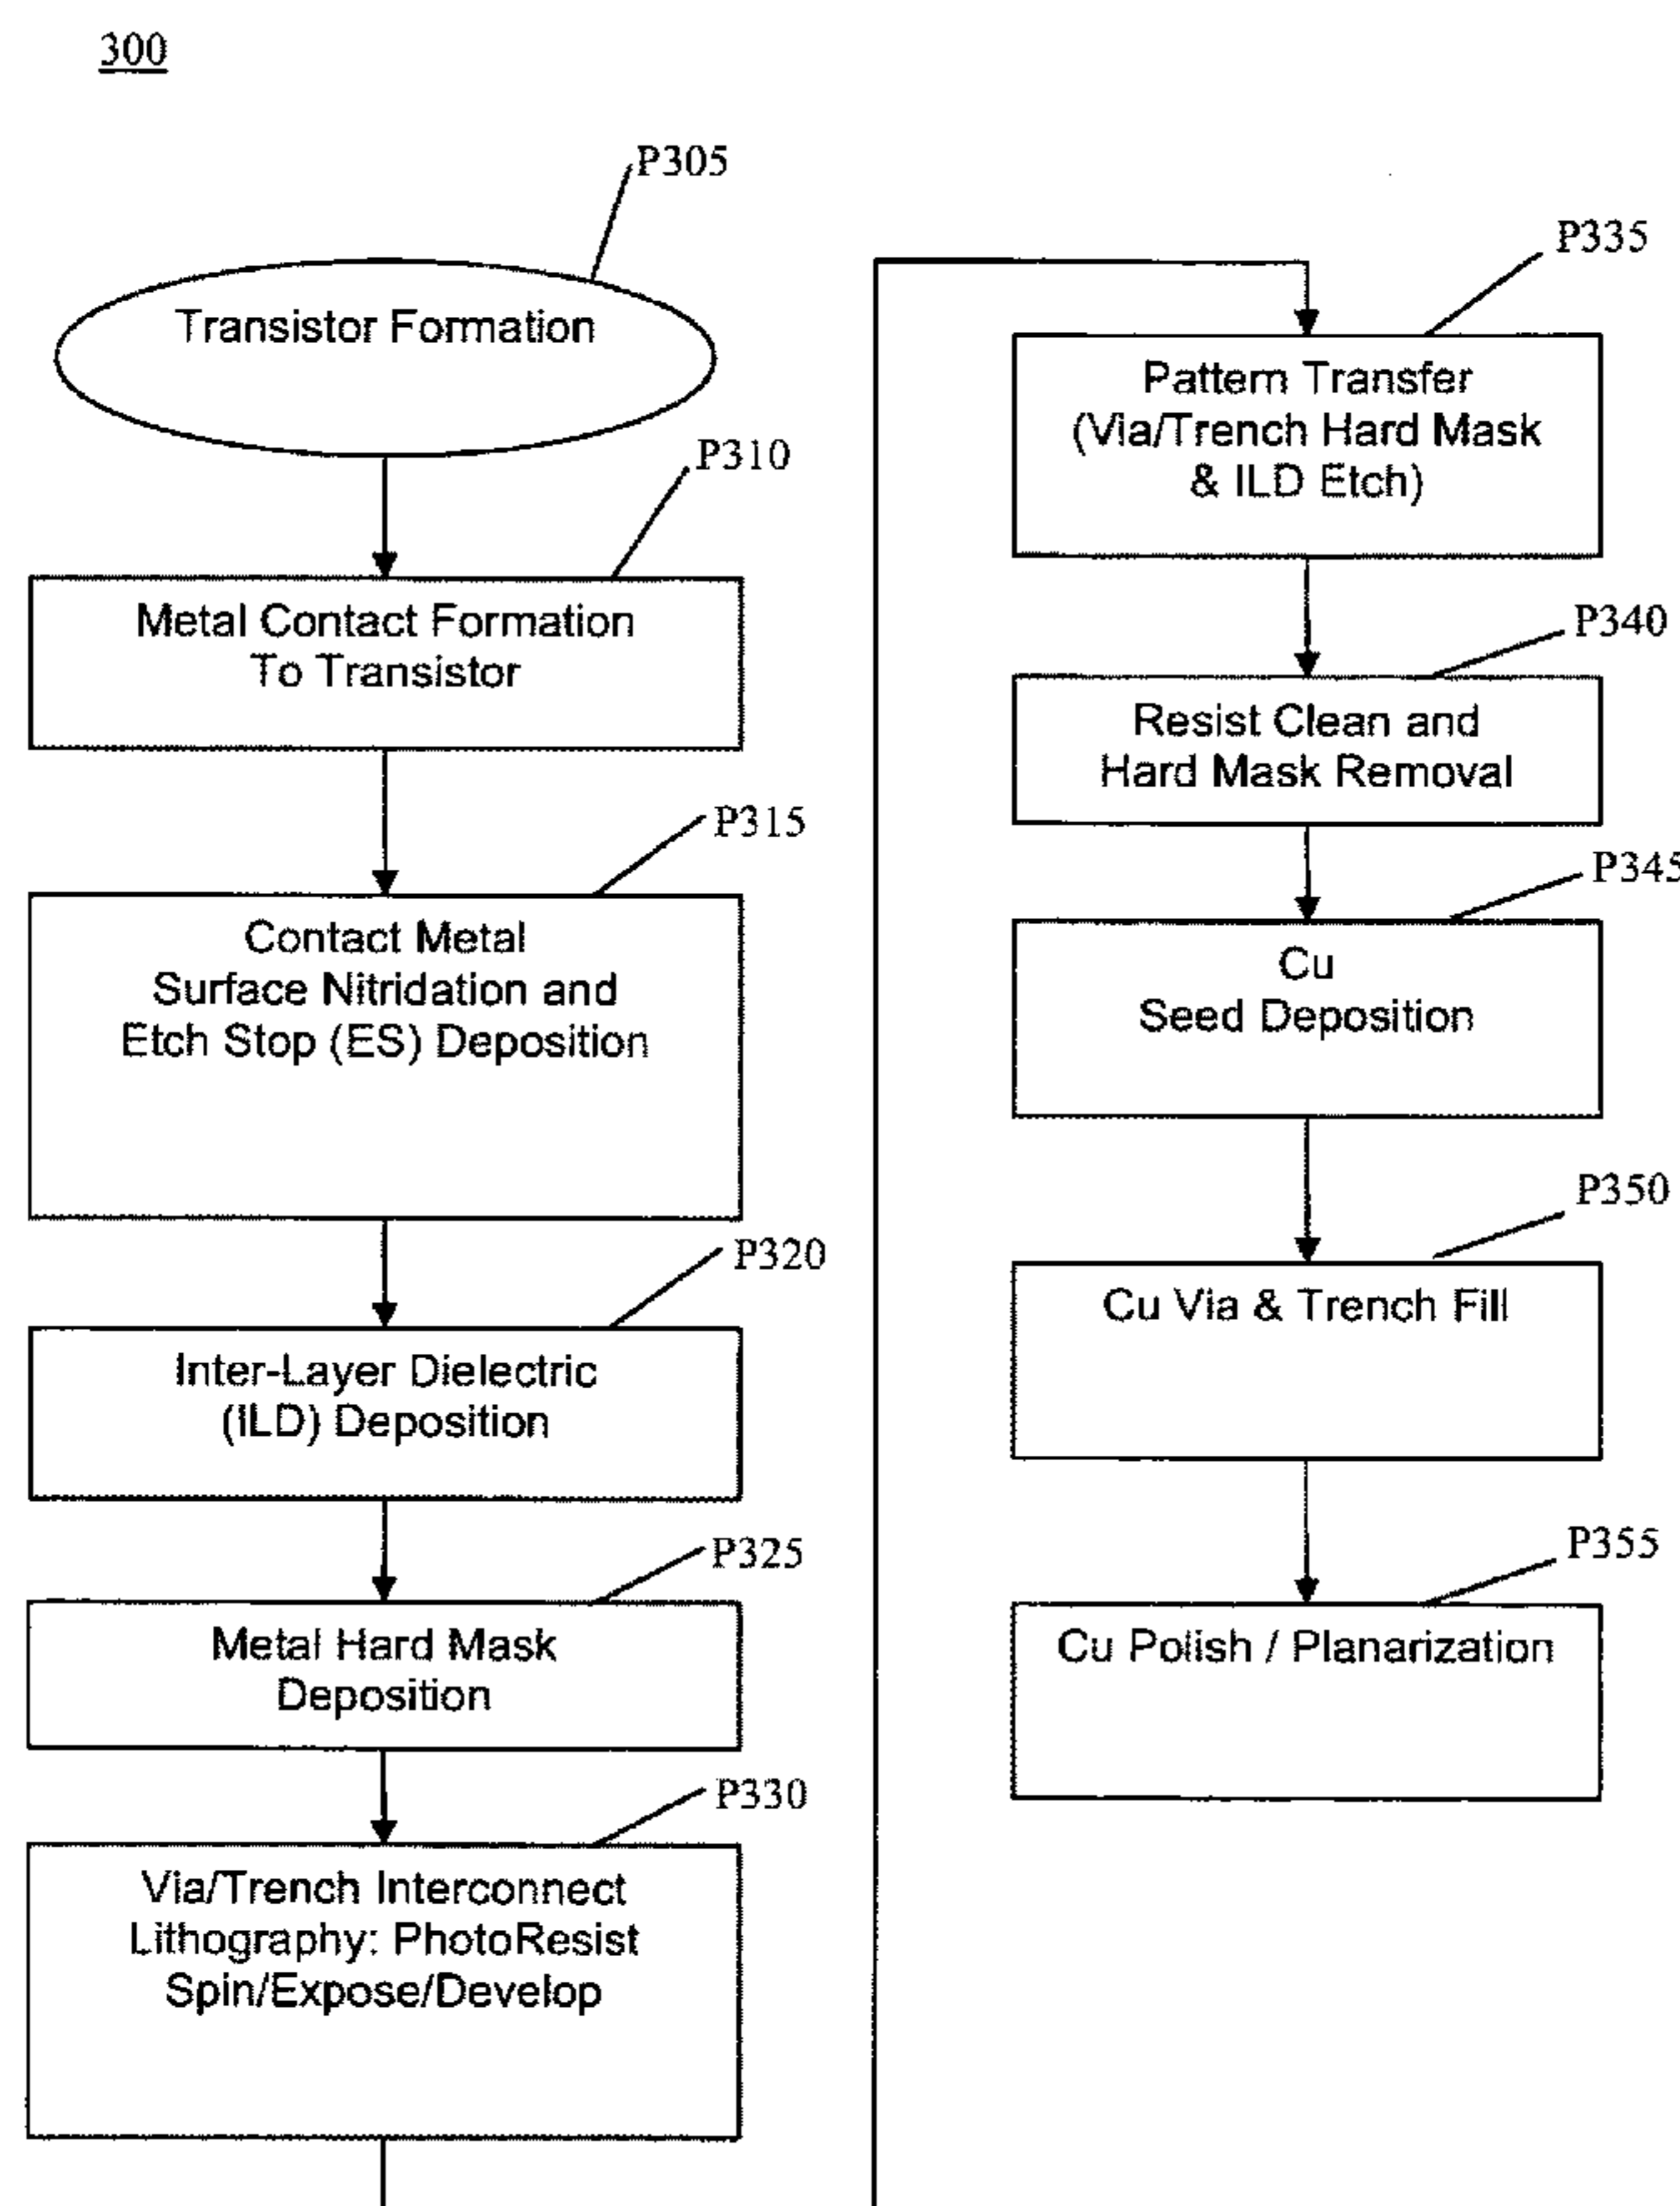 300
P305
Transistor Formation
P310
Metal Contact Formation
To Transistor
P315
Contact Metal
Surface Nitridation and
Etch Stop (ES) Deposition
P320
Inter-Layer Dielectric
(ILD) Deposition
P325
Metal Hard Mask
Deposition
P330
Via/Trench Interconnect
Lithography: PhotoResist
Spin/Expose/Develop
P335
Pattern Transfer
(Via/Trench Hard Mask
& ILD Etch)
P340
Resist Clean and
Hard Mask Removal
P345
Cu
Seed Deposition
P350
Cu Via & Trench Fill
P355
Cu Polish / Planarization